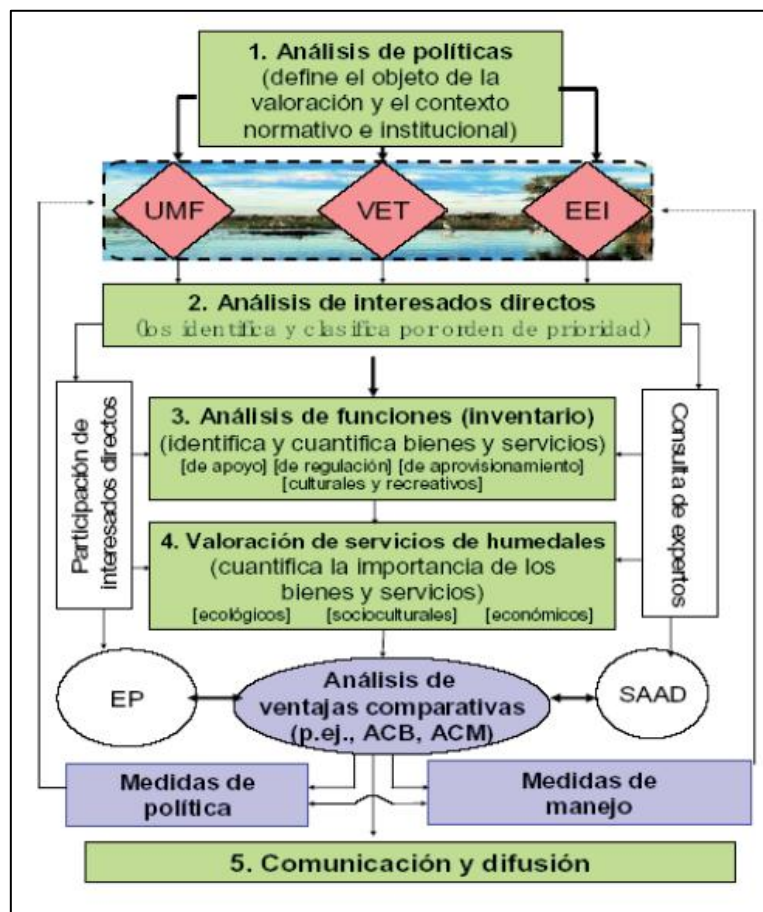 1. Análisis de políticas
(define el objeto de la
valoración y el contexto
normativo e institucional)
UMF
VET
EEI
2. Análisis de interesados directos
(los identifica y clasifica por orden de prioridad)
Participación de
interesados directos
Consulta de expertos
3. Análisis de funciones (inventario)
(identifica y cuantifica bienes y servicios)
[de apoyo] [de regulación] [de aprovisionamiento]
[culturales y recreativos]
4. Valoración de servicios de humedales
(cuantifica la importancia de los
bienes y servicios)
[ecológicos] [socioculturales] [económicos]
EP
Análisis de
ventajas comparativas
(p.ej., ACB, ACM)
SAAD
Medidas de
política
Medidas de
manejo
5. Comunicación y difusión